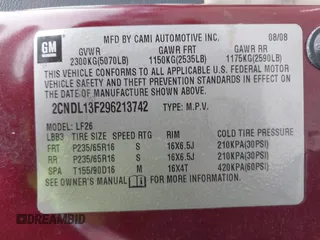 GM
MFD BY CAMI AUTOMOTIVE INC. 08/08
GVWR GAWR FRT GAWR RR
2300KG(5070LB) 1150KG(2535LB) 1175KG(2590LB)
THIS VEHICLE CONFORMS TO ALL APPLICABLE U.S. FEDERAL MOTOR
VEHICLE SAFETY AND THEFT PREVENTION STANDARDS IN EFFECT
ON THE DATE OF MANUFACTURE SHOWN ABOVE.
2CNDL13F296213742 TYPE: M.P.V.
MODEL: LF26
LBB3 TIRE SIZE SPEED RTG RIM COLD TIRE PRESSURE
FRT P235/65R16 S 16X6.5J 210KPA(30PSI)
RR P235/65R16 S 16X6.5J 210KPA(30PSI)
SPA T155/90D16 M 16X4T 420KPA(60PSI)
SEE OWNER'S MANUAL FOR MORE INFORMATION.
DREAMBID